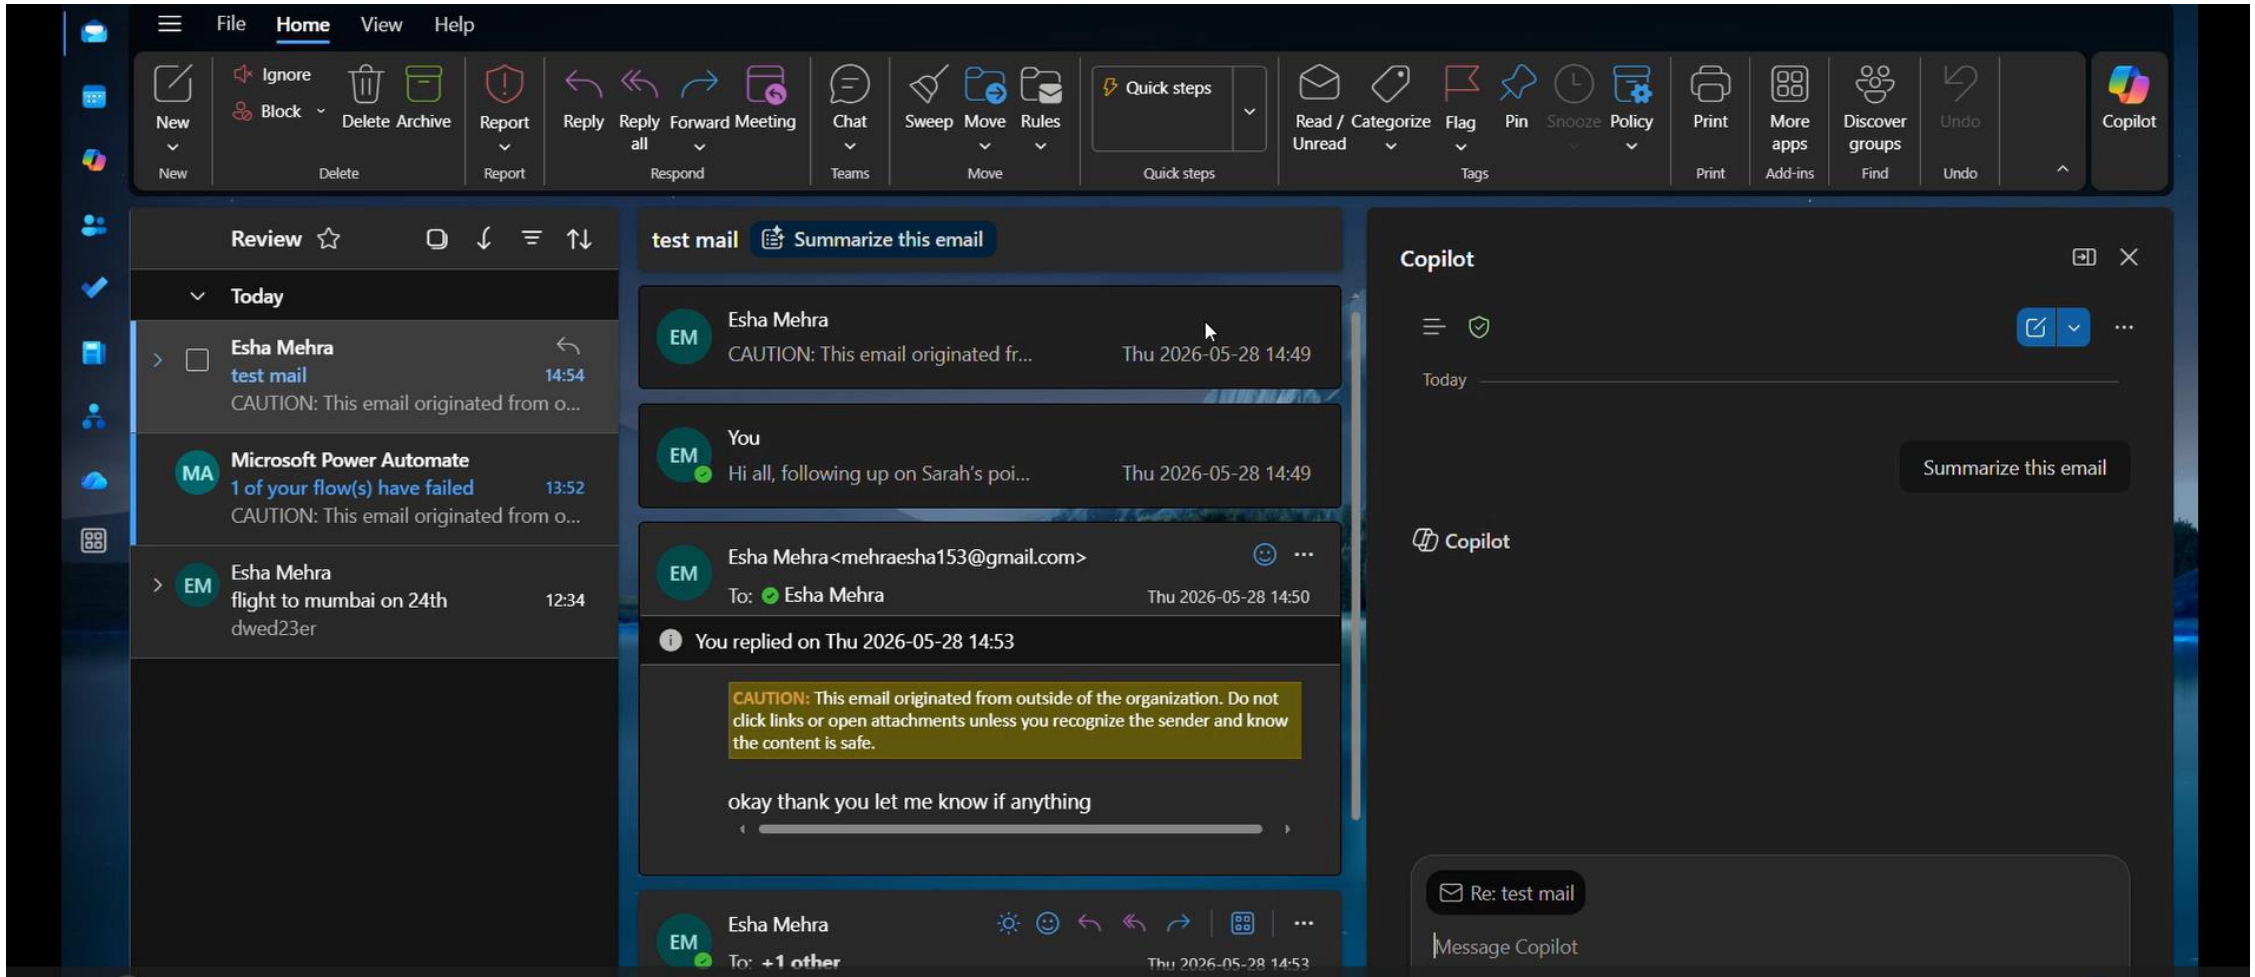 File Home View Help
Ignore
Block
New
Delete Archive
Report
Reply
Reply all
Forward
Meeting
Chat
Sweep
Move
Rules
Quick steps
Read / Unread
Categorize
Flag
Pin
Snooze
Policy
Print
More apps
Discover groups
Undo
Copilot
New
Delete
Report
Respond
Teams
Move
Quick steps
Tags
Print
Add-ins
Find
Undo
Review
Today
Esha Mehra
test mail 14:54
CAUTION: This email originated from o...
MA
Microsoft Power Automate
1 of your flow(s) have failed 13:52
CAUTION: This email originated from o...
EM
Esha Mehra
flight to mumbai on 24th 12:34
dwed23er
test mail Summarize this email
EM
Esha Mehra
CAUTION: This email originated fr... Thu 2026-05-28 14:49
EM
You
Hi all, following up on Sarah's poi... Thu 2026-05-28 14:49
EM
Esha Mehra<mehraesha153@gmail.com>
To: Esha Mehra Thu 2026-05-28 14:50
You replied on Thu 2026-05-28 14:53
CAUTION: This email originated from outside of the organization. Do not
click links or open attachments unless you recognize the sender and know
the content is safe.
okay thank you let me know if anything
EM
Esha Mehra
To: +1 other Thu 2026-05-28 14:53
Copilot
Today
Summarize this email
Copilot
Re: test mail
Message Copilot